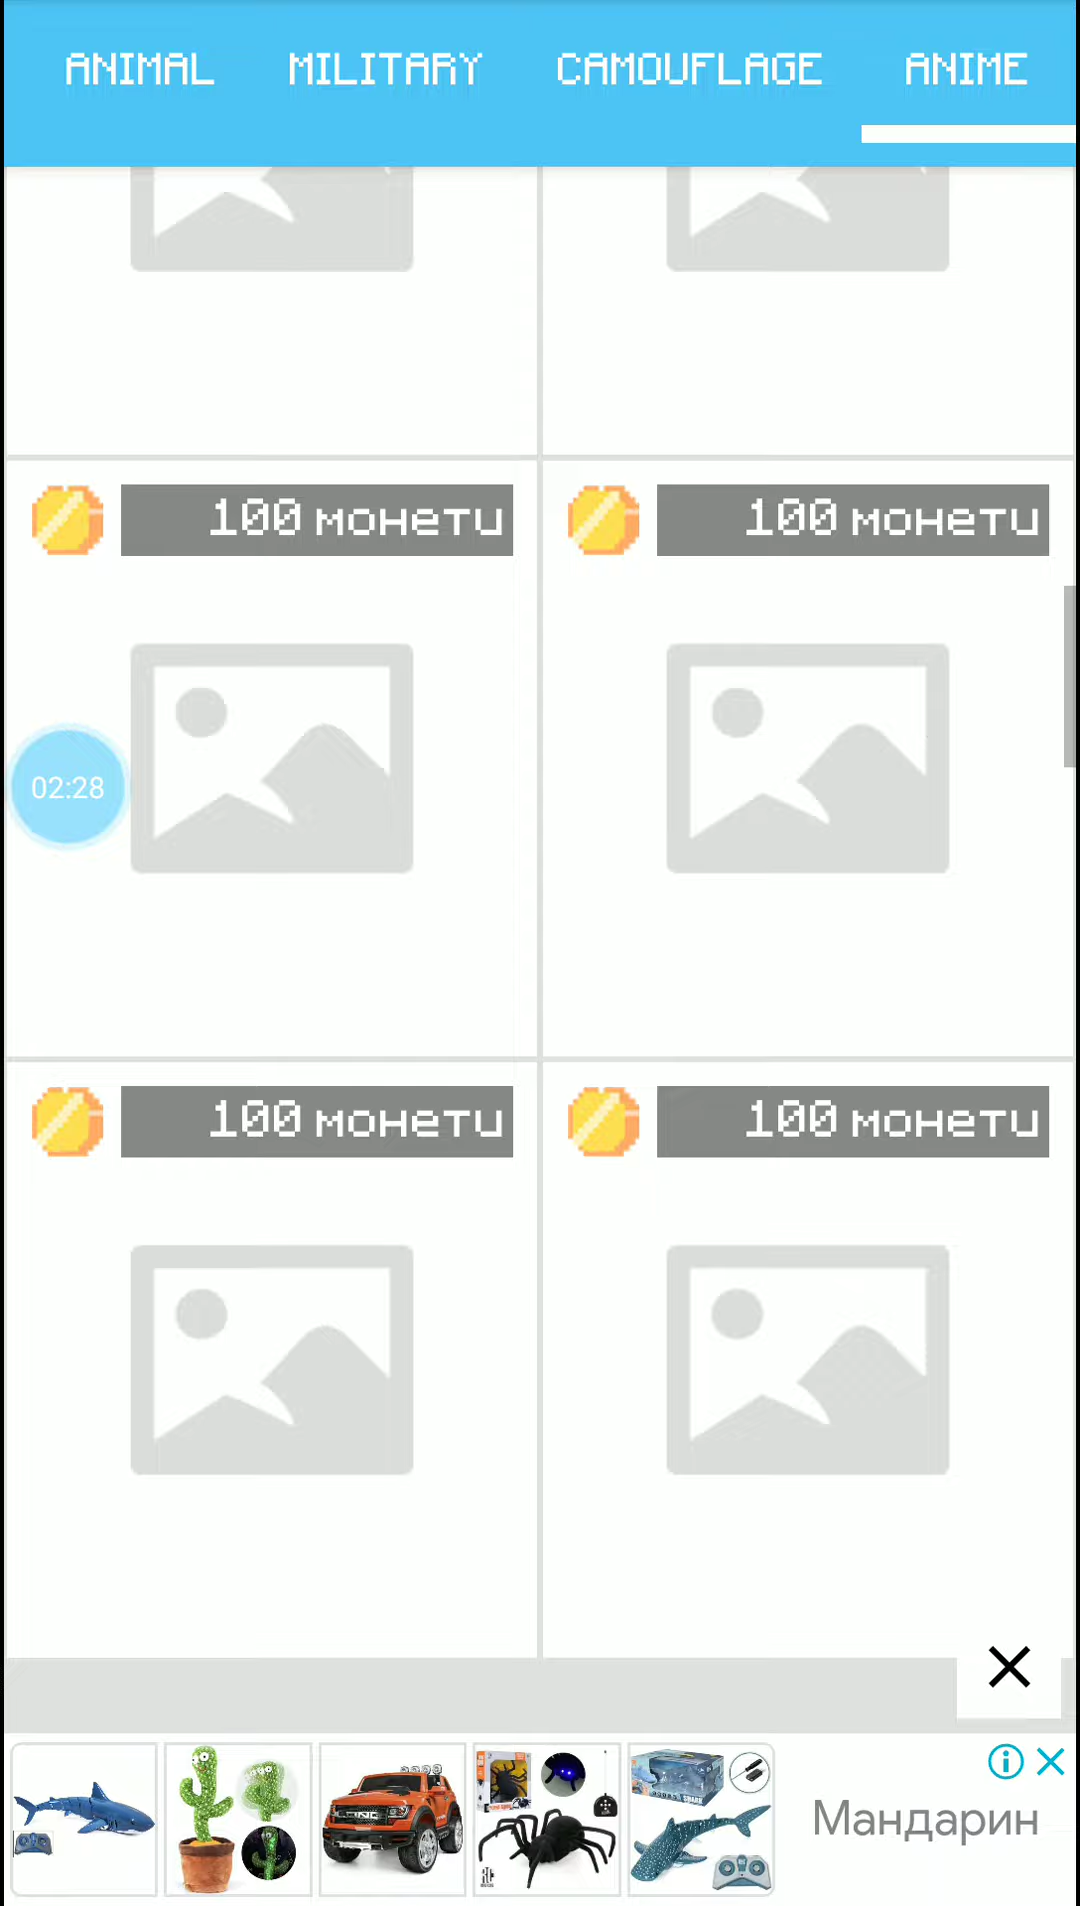 ANIMAL MILITARY CAMOUFLAGE ANIME
100 монети 100 монети
02:28
100 монети 100 монети
Мандарин